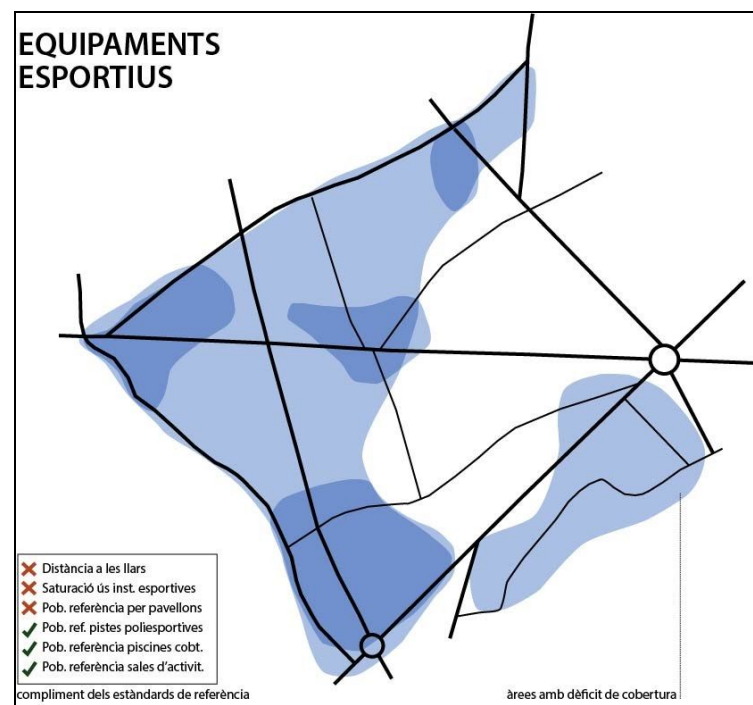 EQUIPAMENTS
ESPORTIUS
Distància a les llars
Saturació ús inst. esportives
Pob. referència per pavellons
Pob. ref. pistes poliesportives
Pob. referència piscines cobt.
Pob. referència sales d'activit.
compliment dels estàndards de referència
àrees amb dèficit de cobertura